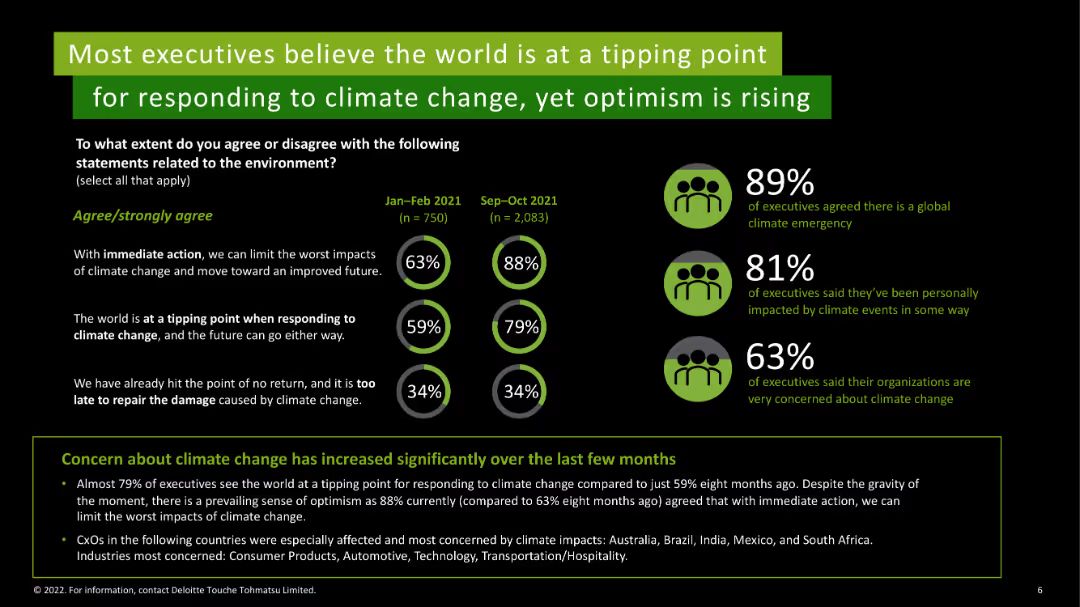 Most executives believe the world is at a tipping point
for responding to climate change, yet optimism is rising
To what extent do you agree or disagree with the following
statements related to the environment?
(select all that apply)
Agree/strongly agree
Jan–Feb 2021
(n = 750)
Sep–Oct 2021
(n = 2,083)
With immediate action, we can limit the worst impacts
of climate change and move toward an improved future.
63%
88%
The world is at a tipping point when responding to
climate change, and the future can go either way.
59%
79%
We have already hit the point of no return, and it is too
late to repair the damage caused by climate change.
34%
34%
89%
of executives agreed there is a global
climate emergency
81%
of executives said they've been personally
impacted by climate events in some way
63%
of executives said their organizations are
very concerned about climate change
Concern about climate change has increased significantly over the last few months
• Almost 79% of executives see the world at a tipping point for responding to climate change compared to just 59% eight months ago. Despite the gravity of
the moment, there is a prevailing sense of optimism as 88% currently (compared to 63% eight months ago) agreed that with immediate action, we can
limit the worst impacts of climate change.
• CxOs in the following countries were especially affected and most concerned by climate impacts: Australia, Brazil, India, Mexico, and South Africa.
Industries most concerned: Consumer Products, Automotive, Technology, Transportation/Hospitality.
© 2022. For information, contact Deloitte Touche Tohmatsu Limited.
6